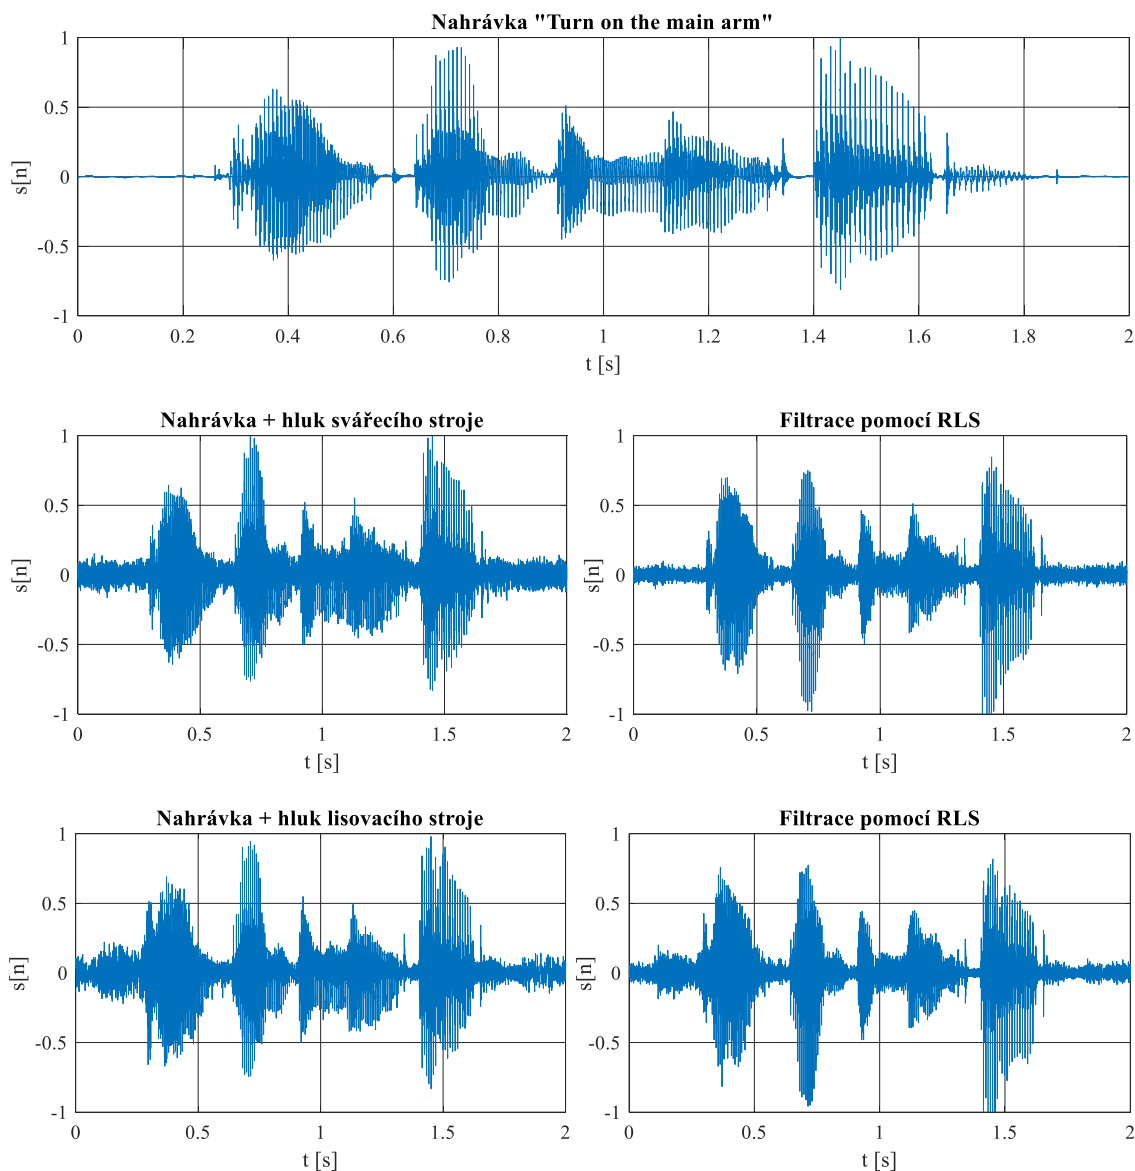 Nahrávka "Turn on the main arm"
1
0.5
0
-0.5
-1
s[n]
0 0.2 0.4 0.6 0.8 1 1.2 1.4 1.6 1.8 2
t [s]
Nahrávka + hluk svářecího stroje
1
0.5
0
-0.5
-1
s[n]
0 0.5 1 1.5 2
t [s]
Filtrace pomocí RLS
1
0.5
0
-0.5
-1
s[n]
0 0.5 1 1.5 2
t [s]
Nahrávka + hluk lisovacího stroje
1
0.5
0
-0.5
-1
s[n]
0 0.5 1 1.5 2
t [s]
Filtrace pomocí RLS
1
0.5
0
-0.5
-1
s[n]
0 0.5 1 1.5 2
t [s]